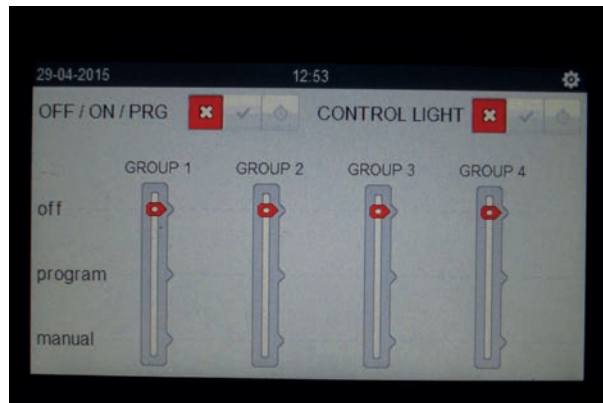 29-04-2015 12:53
OFF / ON / PRG CONTROL LIGHT
GROUP 1 GROUP 2 GROUP 3 GROUP 4
off
program
manual